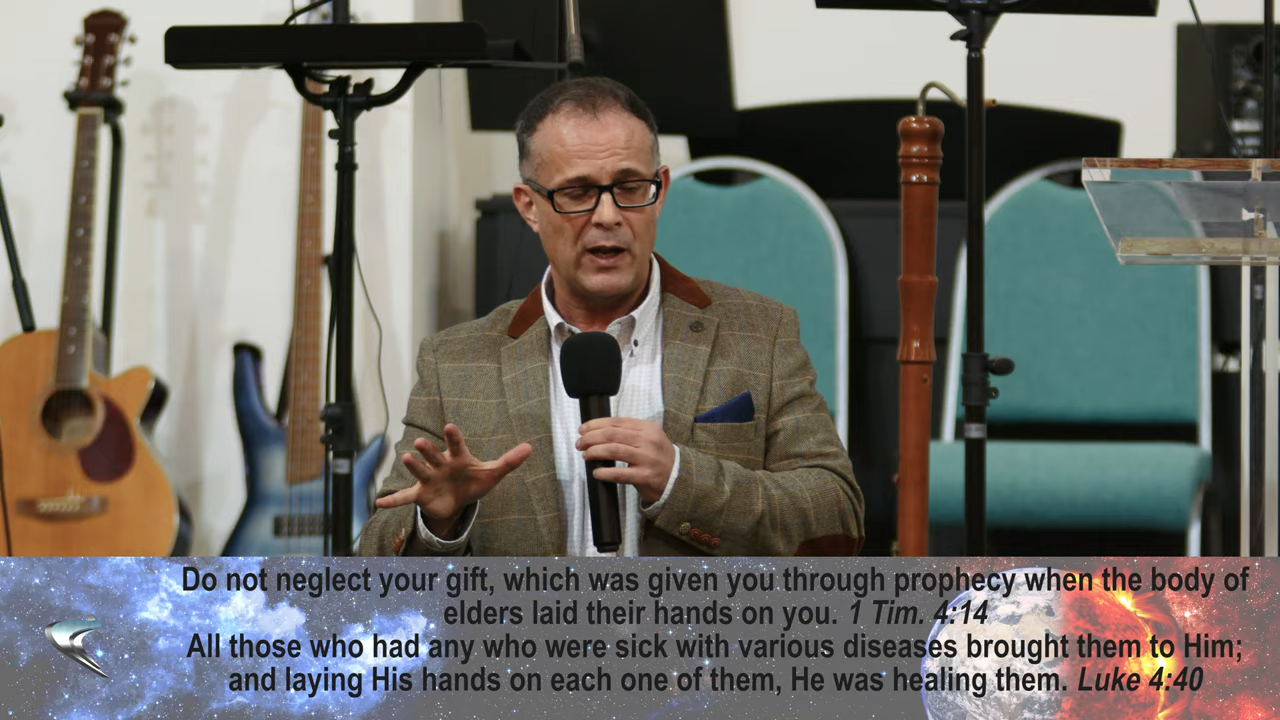 Do not neglect your gift, which was given you through prophecy when the body of
elders laid their hands on you. 1 Tim. 4:14
All those who had any who were sick with various diseases brought them to Him;
and laying His hands on each one of them, He was healing them. Luke 4:40